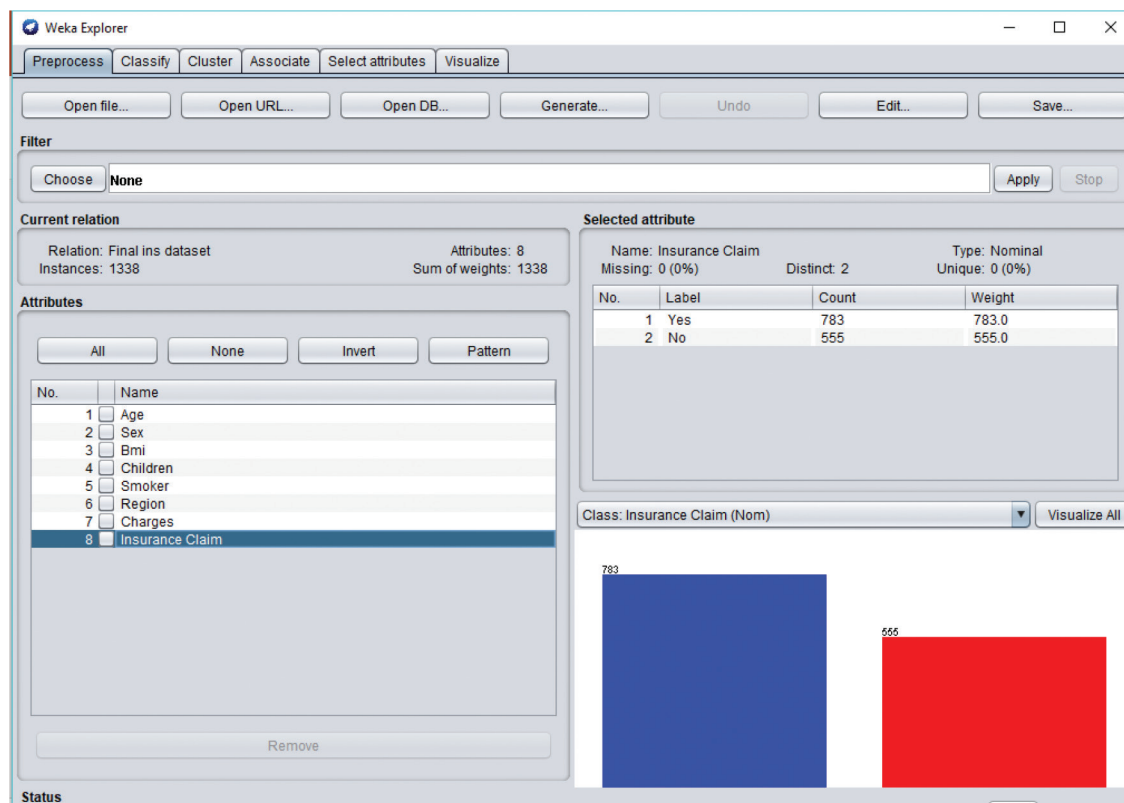 Weka Explorer
Preprocess Classify Cluster Associate Select attributes Visualize
Open file... Open URL... Open DB... Generate... Undo Edit... Save...
Filter
Choose None Apply Stop
Current relation
Relation: Final ins dataset Attributes: 8
Instances: 1338 Sum of weights: 1338
Attributes
All None Invert Pattern
No. Name
1 Age
2 Sex
3 Bmi
4 Children
5 Smoker
6 Region
7 Charges
8 Insurance Claim
Remove
Selected attribute
Name: Insurance Claim Type: Nominal
Missing: 0 (0%) Distinct: 2 Unique: 0 (0%)
No. Label Count Weight
1 Yes 783 783.0
2 No 555 555.0
Class: Insurance Claim (Nom) Visualize All
783
555
Status